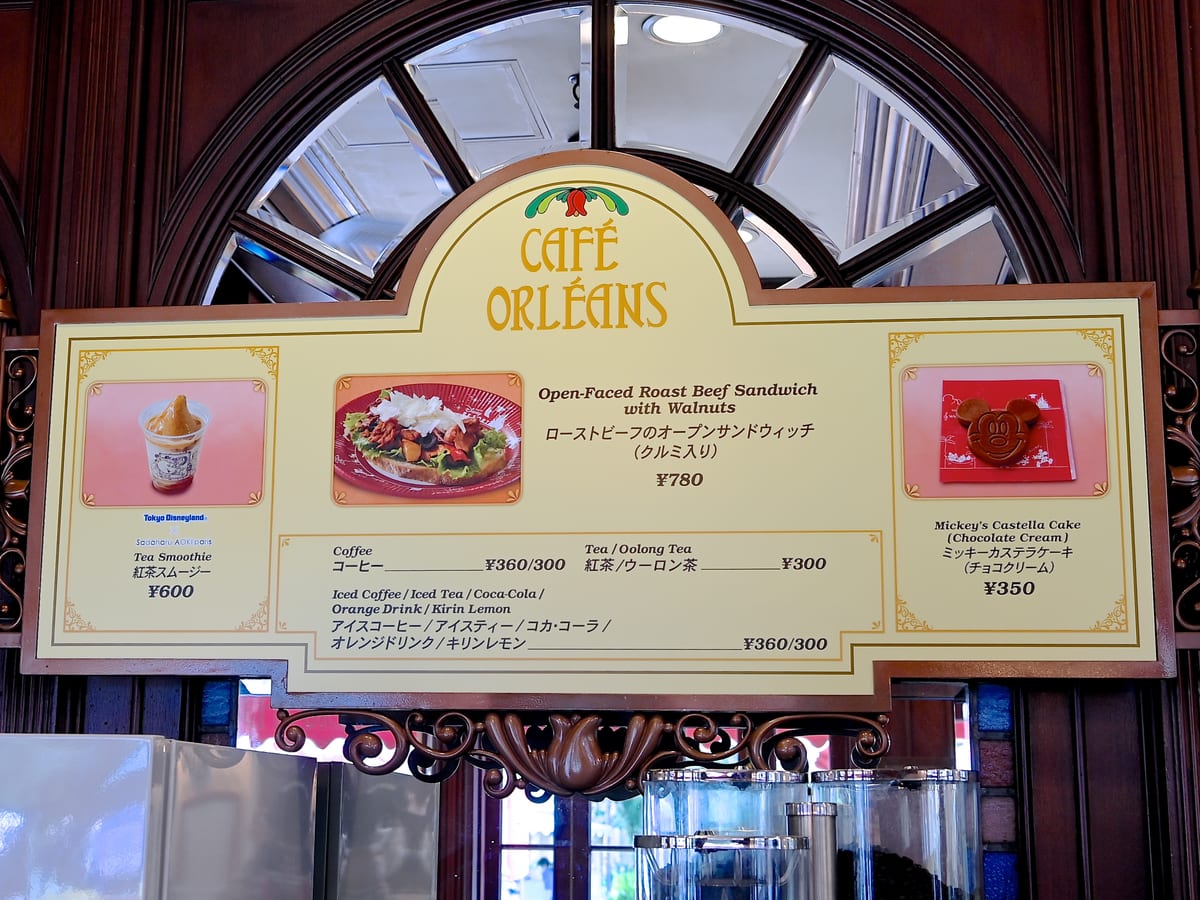 CAFÉ
ORLÉANS
Tokyo Disneyland®
Sadaharu AOKI paris
Tea Smoothie
紅茶スムージー
¥600
Open-Faced Roast Beef Sandwich
with Walnuts
ローストビーフのオープンサンドウィッチ
（クルミ入り）
¥780
Coffee
コーヒー ¥360/300
Tea / Oolong Tea
紅茶 / ウーロン茶 ¥300
Iced Coffee / Iced Tea / Coca-Cola /
Orange Drink / Kirin Lemon
アイスコーヒー / アイスティー / コカ・コーラ /
オレンジドリンク / キリンレモン ¥360/300
Mickey's Castella Cake
(Chocolate Cream)
ミッキーカステラケーキ
（チョコクリーム）
¥350